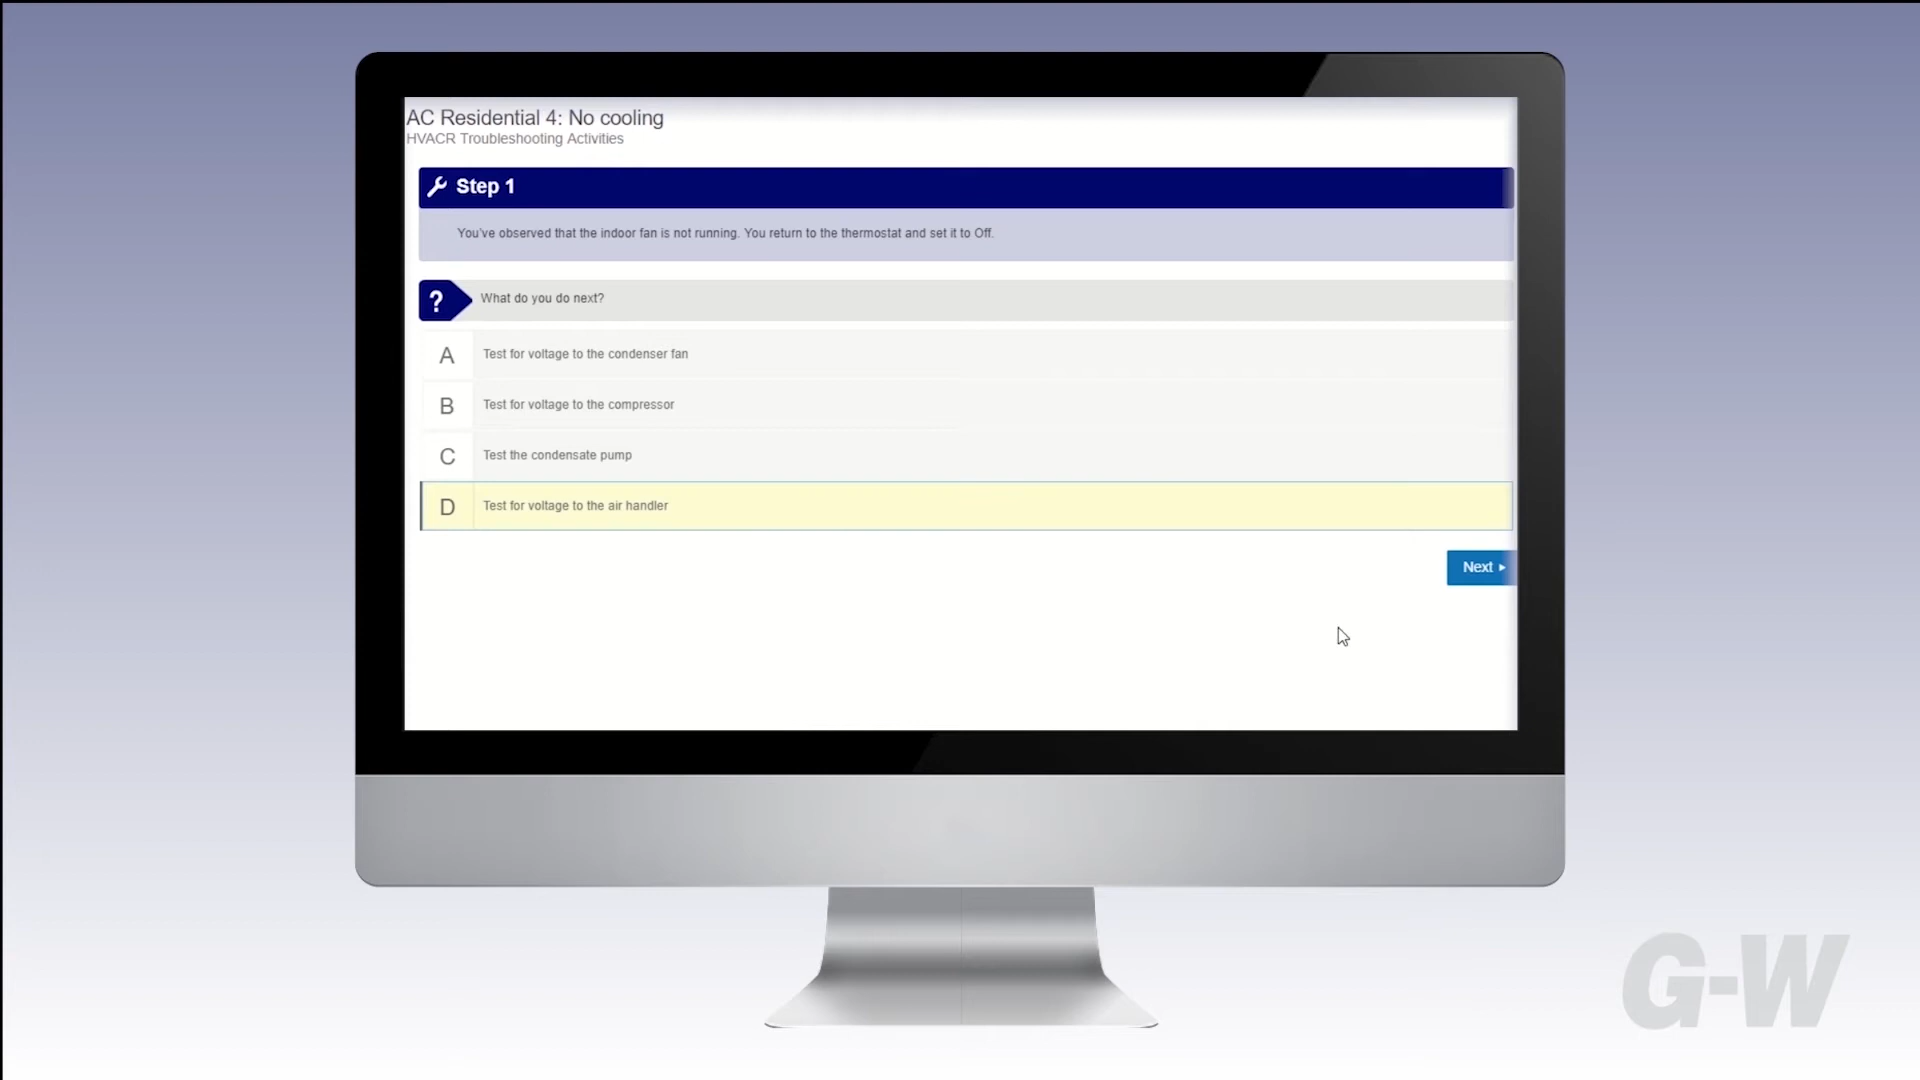 AC Residential 4: No cooling
HVACR Troubleshooting Activities
Step 1
You've observed that the indoor fan is not running. You return to the thermostat and set it to Off.
? What do you do next?
A Test for voltage to the condenser fan
B Test for voltage to the compressor
C Test the condensate pump
D Test for voltage to the air handler
Next
G-W